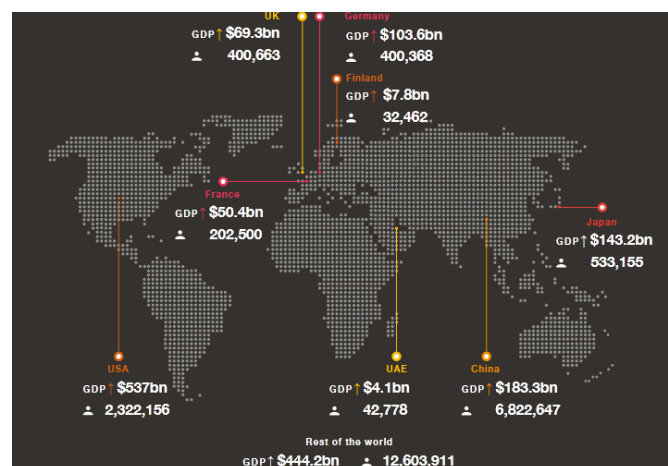 UK
GDP↑ $69.3bn
400,663
Germany
GDP↑ $103.6bn
400,368
Finland
GDP↑ $7.8bn
32,462
France
GDP↑ $50.4bn
202,500
Japan
GDP↑ $143.2bn
533,155
USA
GDP↑ $537bn
2,322,156
UAE
GDP↑ $4.1bn
42,778
China
GDP↑ $183.3bn
6,822,647
Rest of the world
GDP↑ $444.2bn 12,603,911